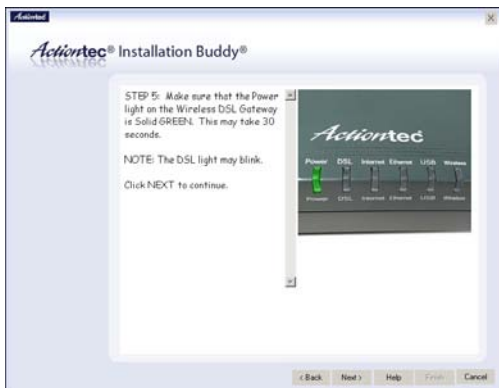 Actiontec
Actiontec® Installation Buddy®
STEP 5: Make sure that the Power
light on the Wireless DSL Gateway
is Solid GREEN. This may take 30
seconds.
NOTE: The DSL light may blink.
Click NEXT to continue.
Actiontec
Power DSL Internet Ethernet USB Wireless
Power DSL Internet Ethernet USB Wireless
< Back Next > Help Finish Cancel